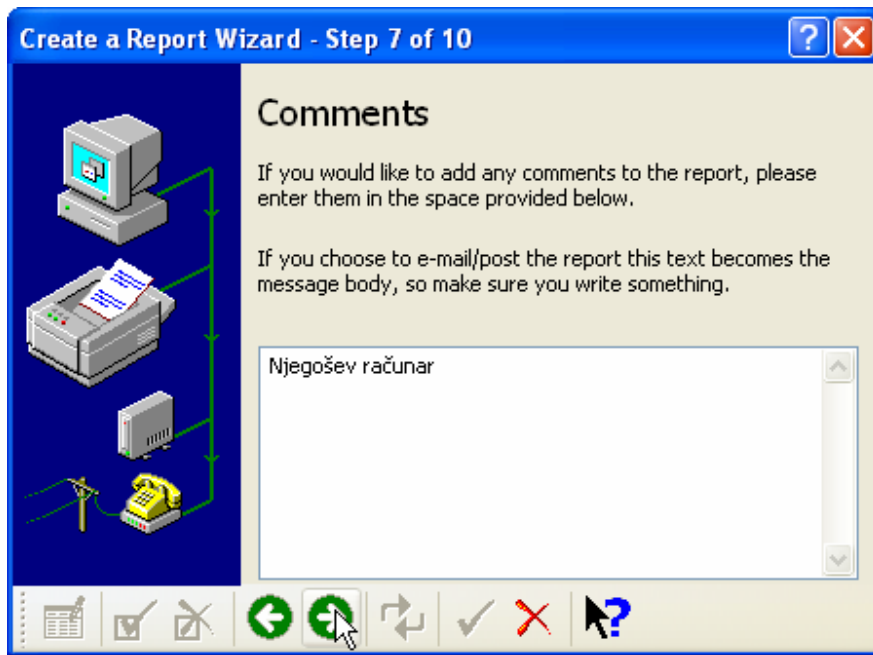 Create a Report Wizard - Step 7 of 10
Comments
If you would like to add any comments to the report, please
enter them in the space provided below.
If you choose to e-mail/post the report this text becomes the
message body, so make sure you write something.
Njegošev računar